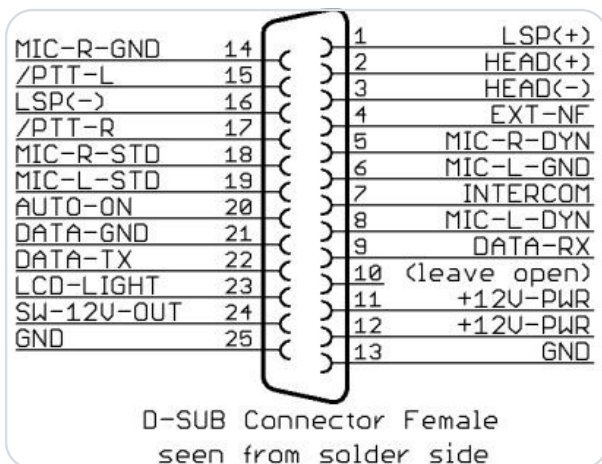 MIC-R-GND 14
/PTT-L 15
LSP(-) 16
/PTT-R 17
MIC-R-STD 18
MIC-L-STD 19
AUTO-ON 20
DATA-GND 21
DATA-TX 22
LCD-LIGHT 23
SW-12V-OUT 24
GND 25
1 LSP(+)
2 HEAD(+)
3 HEAD(-)
4 EXT-NF
5 MIC-R-DYN
6 MIC-L-GND
7 INTERCOM
8 MIC-L-DYN
9 DATA-RX
10 (leave open)
11 +12V-PWR
12 +12V-PWR
13 GND
D-SUB Connector Female
seen from solder side